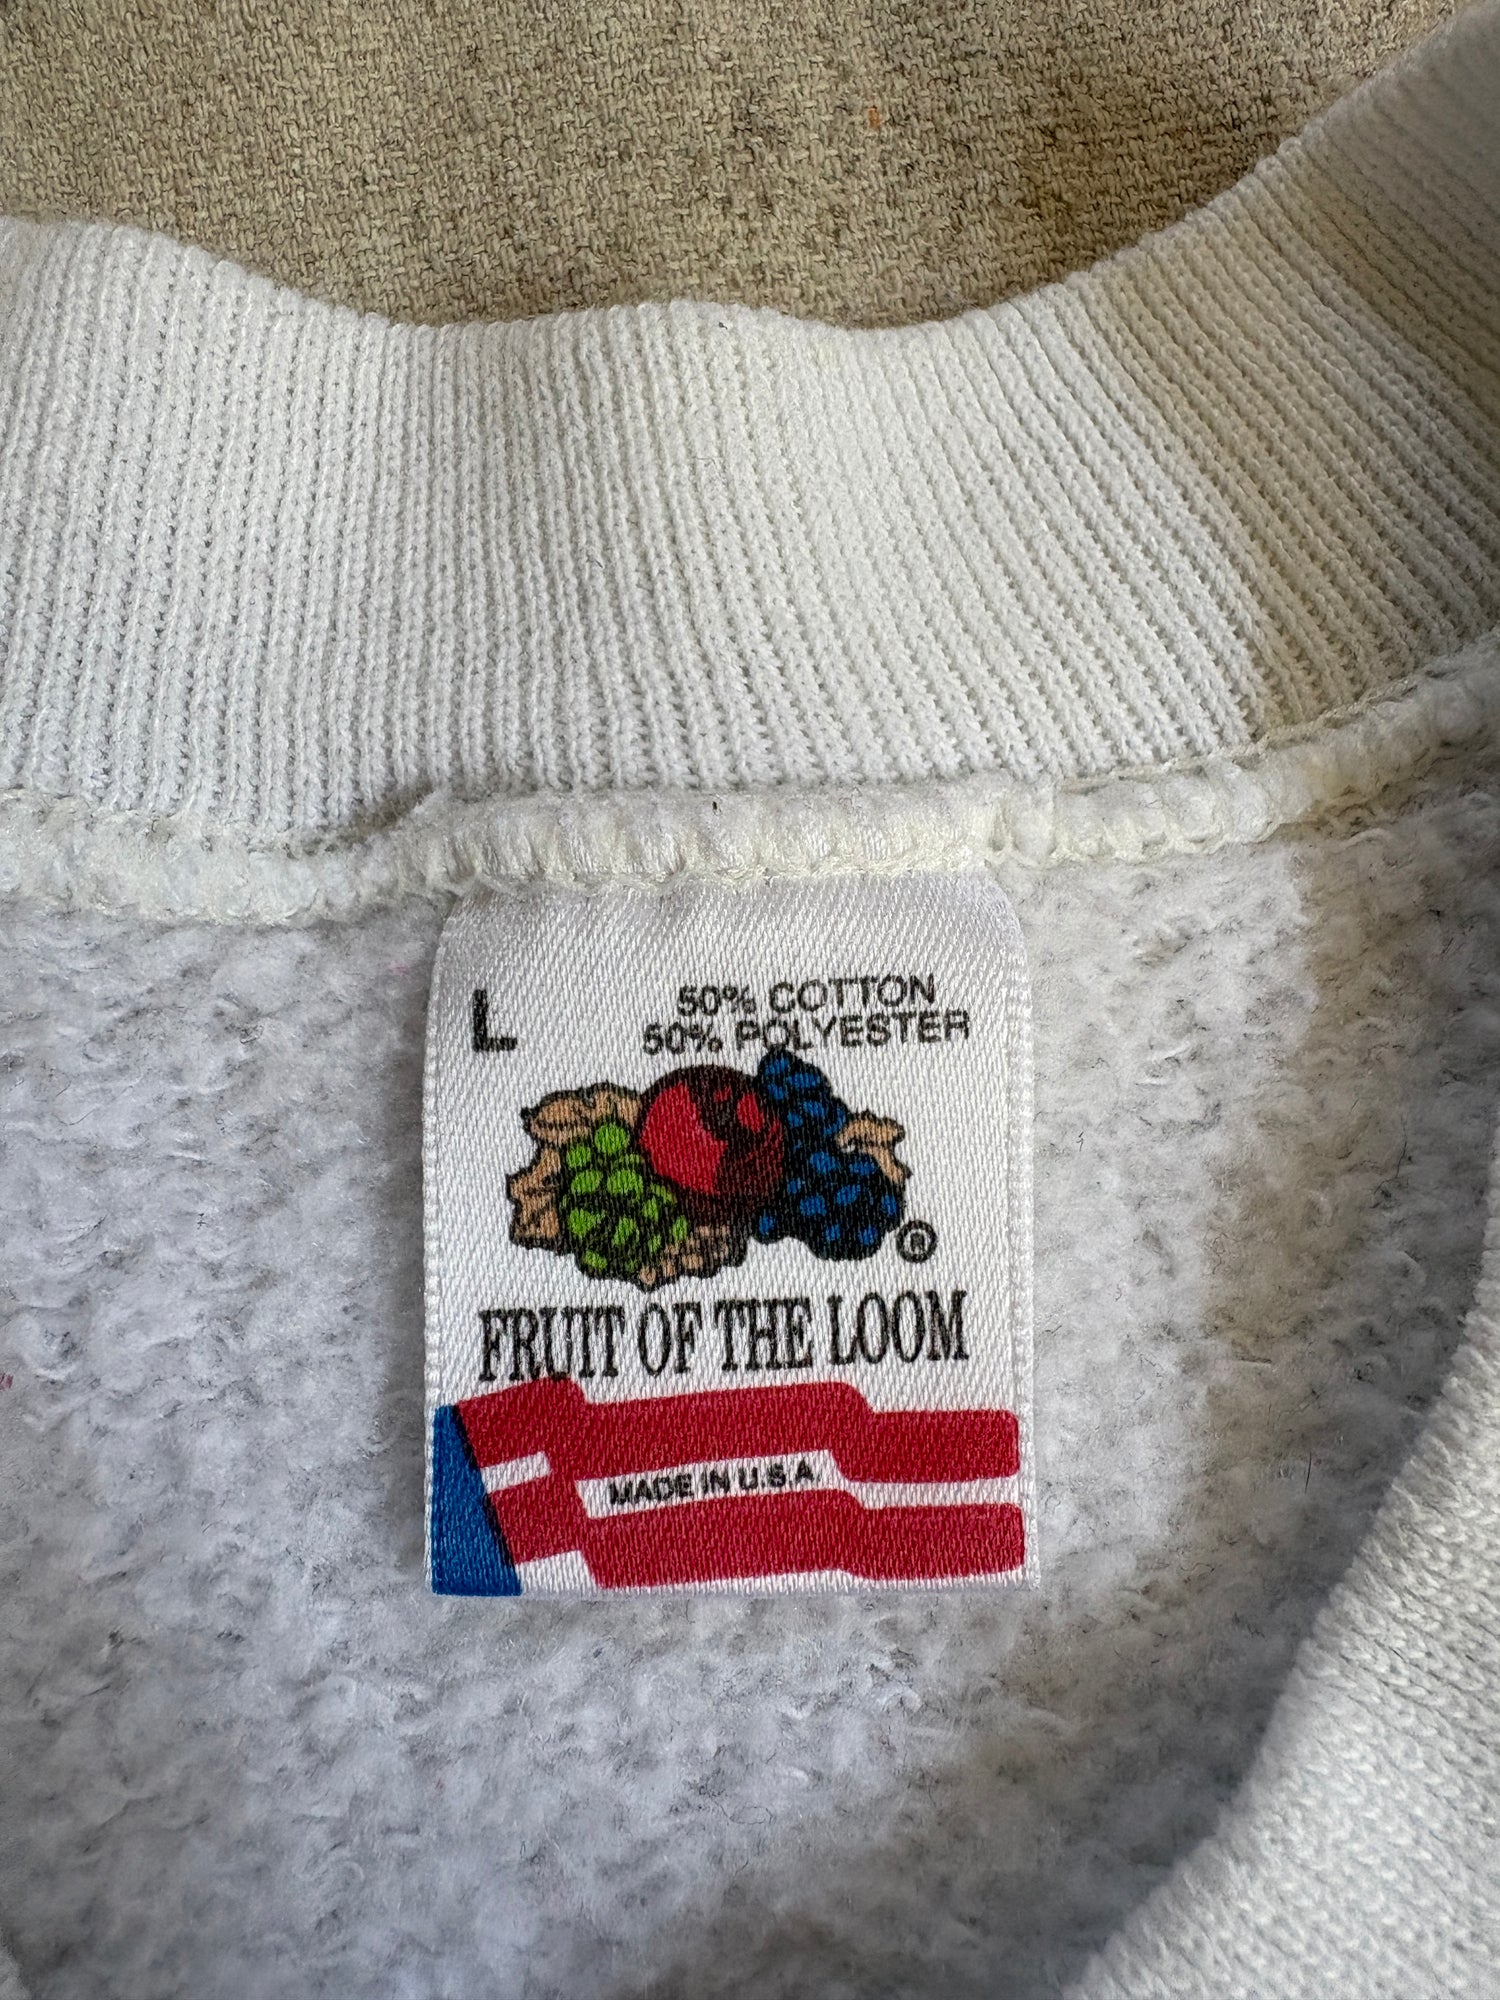 L
50% COTTON
50% POLYESTER
®
FRUIT OF THE LOOM
MADE IN U.S.A.